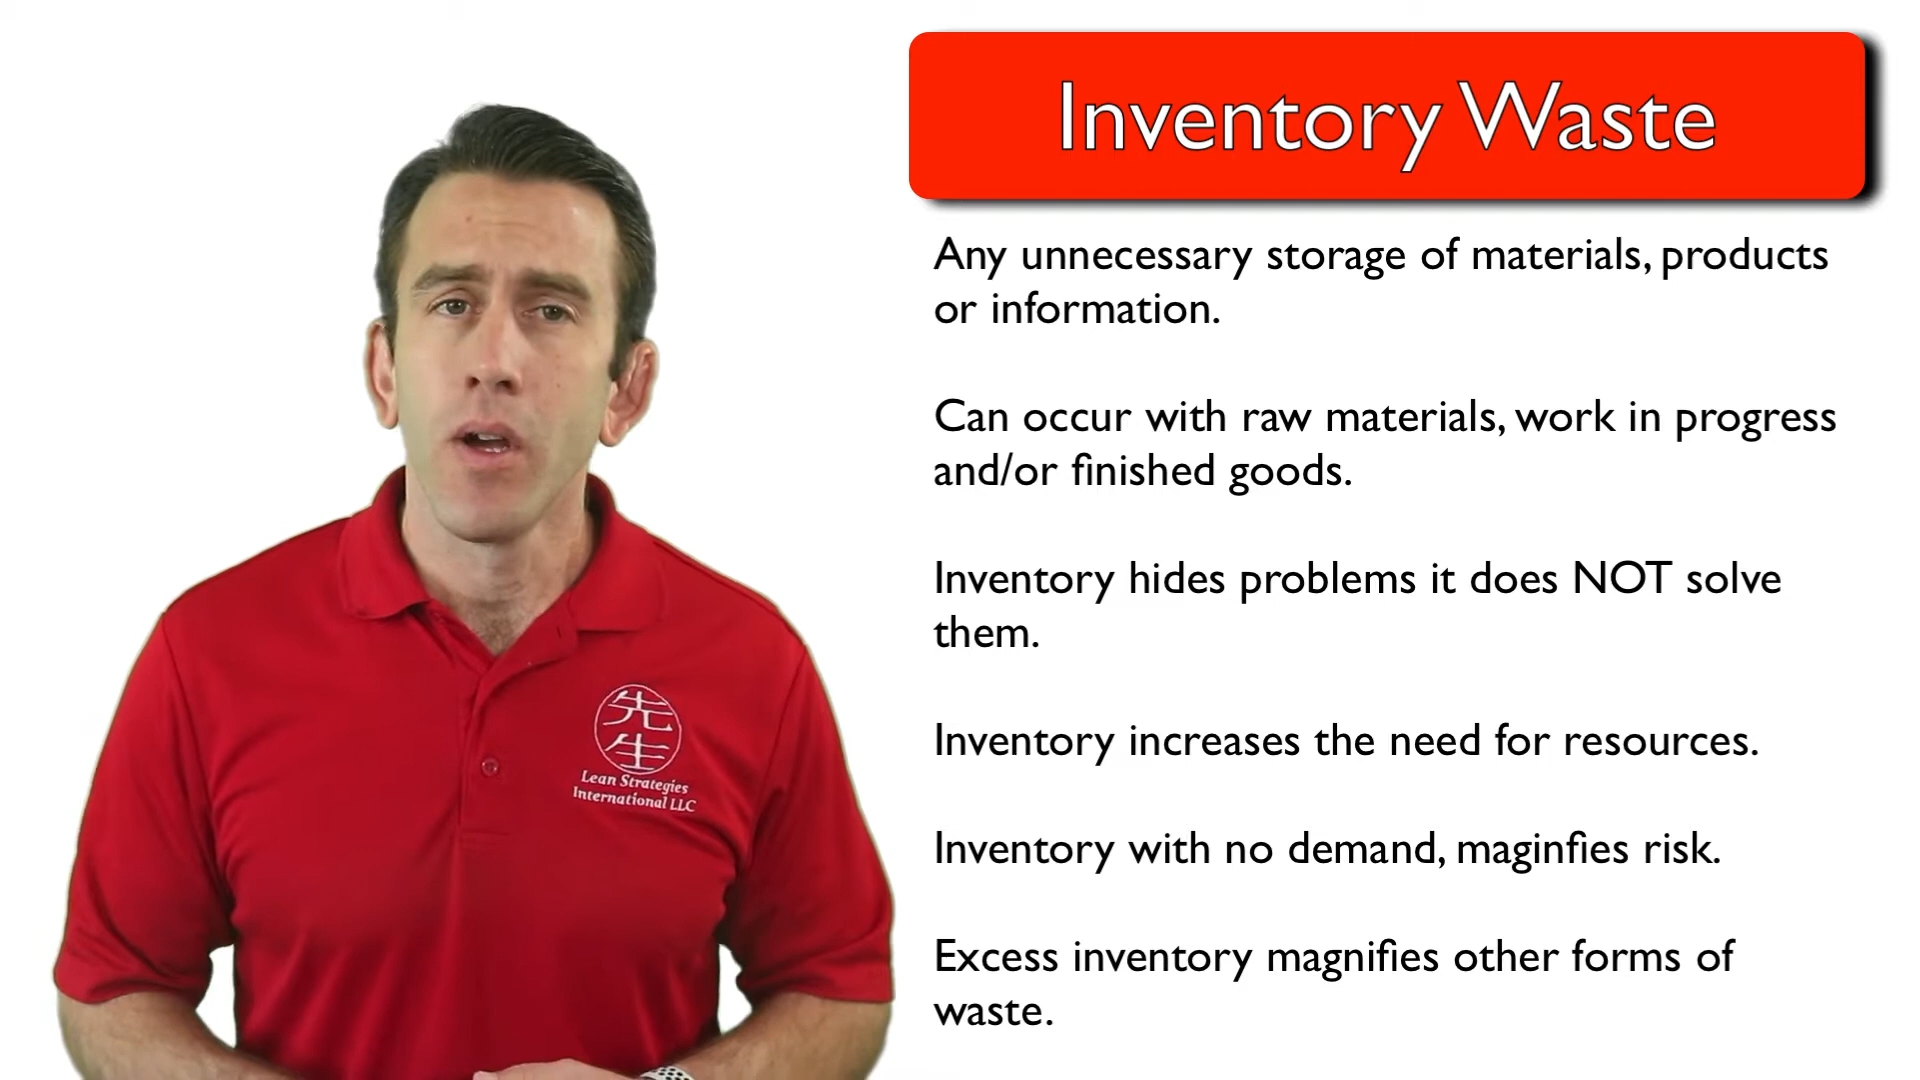 Inventory Waste
Any unnecessary storage of materials, products
or information.
Can occur with raw materials, work in progress
and/or finished goods.
Inventory hides problems it does NOT solve
them.
Inventory increases the need for resources.
Inventory with no demand, maginfies risk.
Excess inventory magnifies other forms of
waste.
先
生
Lean Strategies
International LLC